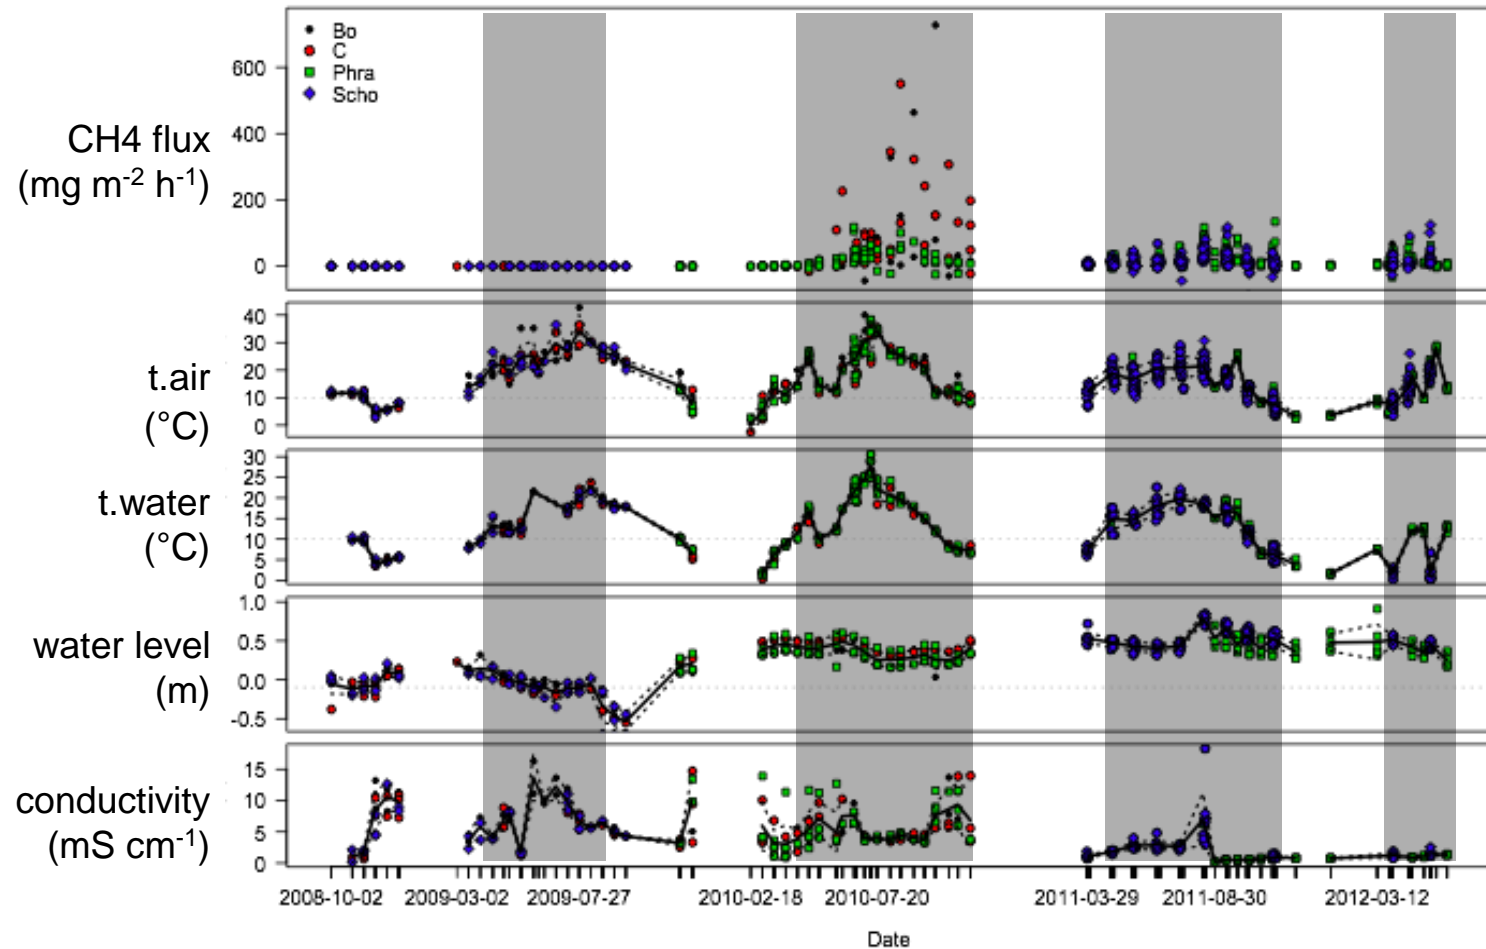 Bo
C
Phra
Scho
CH4 flux
(mg m-2 h-1)
600
400
200
0
t.air
(°C)
40
30
20
10
0
t.water
(°C)
30
25
20
15
10
5
0
water level
(m)
1.0
0.5
0.0
-0.5
conductivity
(mS cm-1)
15
10
5
0
2008-10-02 2009-03-02 2009-07-27 2010-02-18 2010-07-20 2011-03-29 2011-08-30 2012-03-12
Date